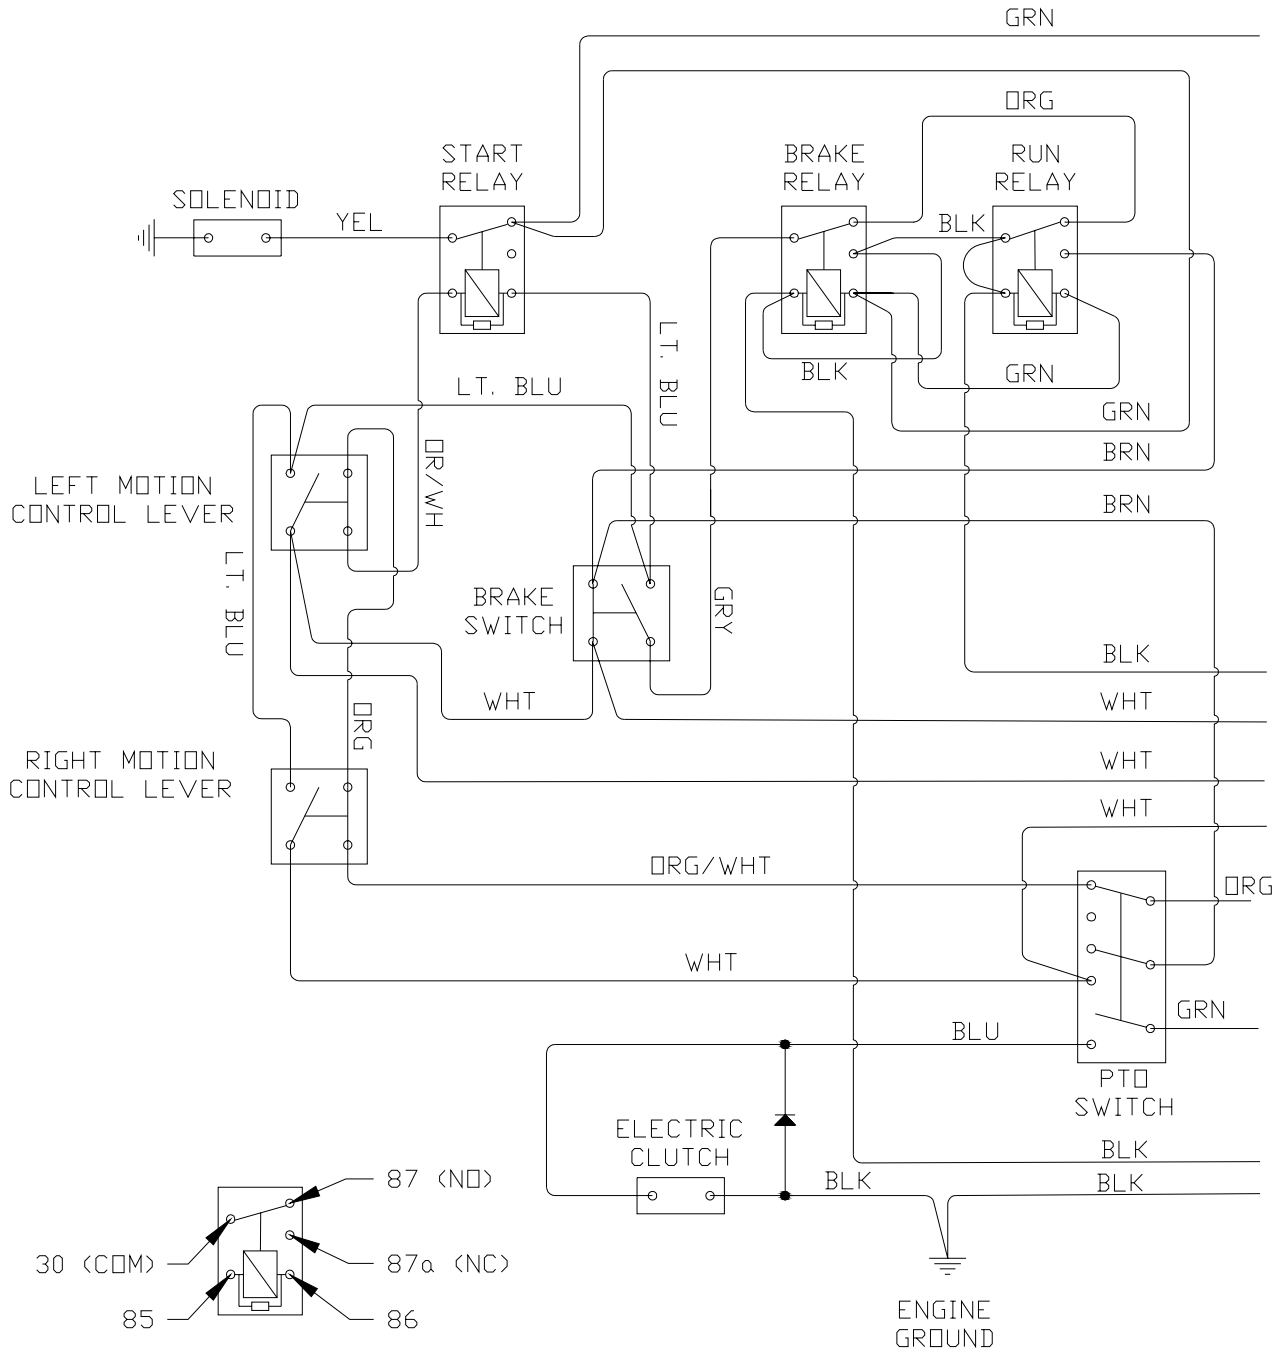 GRN
ORG
START
RELAY
BRAKE
RELAY
RUN
RELAY
SOLENOID
YEL
BLK
LT. BLU
BLK
GRN
LT. BLU
GRN
OR/WH
BRN
LEFT MOTION
CONTROL LEVER
BRN
LT. BLU
BRAKE
SWITCH
GRY
BLK
WHT
WHT
ORG
RIGHT MOTION
CONTROL LEVER
WHT
WHT
ORG/WHT
ORG
WHT
GRN
BLU
PTO
SWITCH
ELECTRIC
CLUTCH
BLK
BLK
BLK
87 (NO)
30 (COM)
87a (NC)
85
86
ENGINE
GROUND